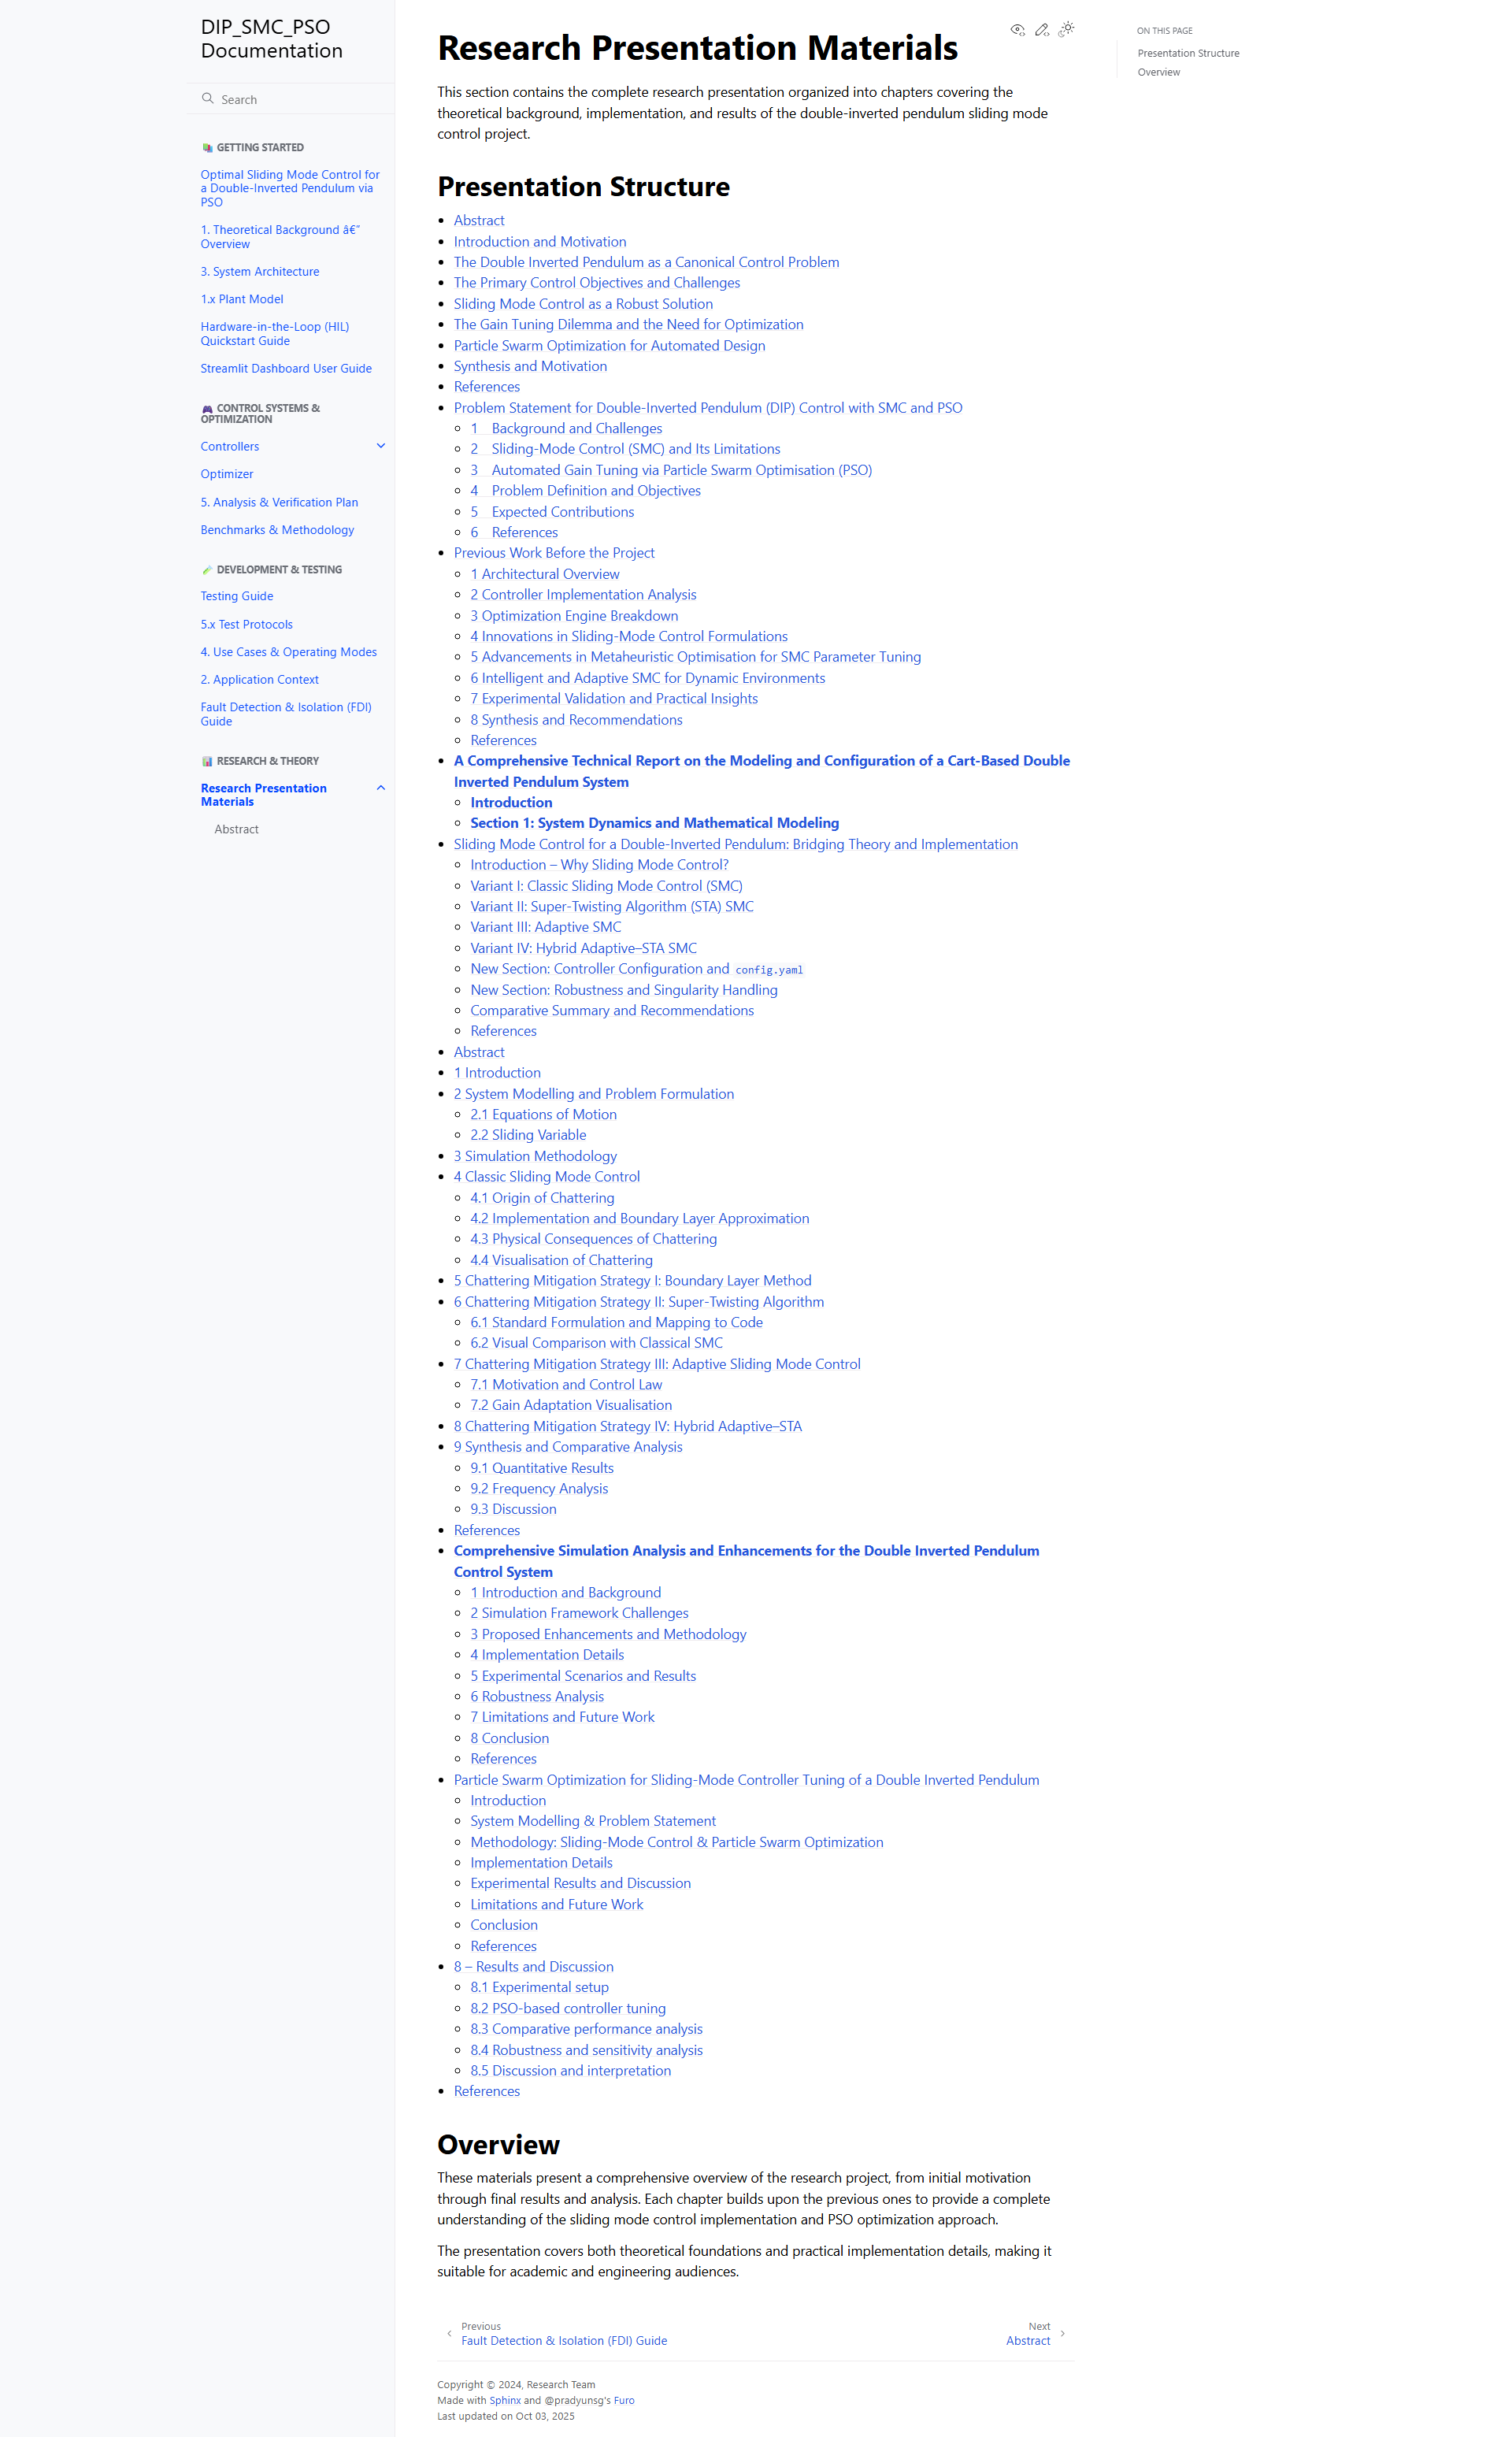 DIP_SMC_PSO
Documentation
Search
GETTING STARTED
Optimal Sliding Mode Control for
a Double-Inverted Pendulum via
PSO
1. Theoretical Background â€”
Overview
3. System Architecture
1.x Plant Model
Hardware-in-the-Loop (HIL)
Quickstart Guide
Streamlit Dashboard User Guide
CONTROL SYSTEMS &
OPTIMIZATION
Controllers
Optimizer
5. Analysis & Verification Plan
Benchmarks & Methodology
DEVELOPMENT & TESTING
Testing Guide
5.x Test Protocols
4. Use Cases & Operating Modes
2. Application Context
Fault Detection & Isolation (FDI)
Guide
RESEARCH & THEORY
Research Presentation
Materials
Abstract
Research Presentation Materials
This section contains the complete research presentation organized into chapters covering the
theoretical background, implementation, and results of the double-inverted pendulum sliding mode
control project.
Presentation Structure
Abstract
Introduction and Motivation
The Double Inverted Pendulum as a Canonical Control Problem
The Primary Control Objectives and Challenges
Sliding Mode Control as a Robust Solution
The Gain Tuning Dilemma and the Need for Optimization
Particle Swarm Optimization for Automated Design
Synthesis and Motivation
References
Problem Statement for Double-Inverted Pendulum (DIP) Control with SMC and PSO
1 Background and Challenges
2 Sliding-Mode Control (SMC) and Its Limitations
3 Automated Gain Tuning via Particle Swarm Optimisation (PSO)
4 Problem Definition and Objectives
5 Expected Contributions
6 References
Previous Work Before the Project
1 Architectural Overview
2 Controller Implementation Analysis
3 Optimization Engine Breakdown
4 Innovations in Sliding-Mode Control Formulations
5 Advancements in Metaheuristic Optimisation for SMC Parameter Tuning
6 Intelligent and Adaptive SMC for Dynamic Environments
7 Experimental Validation and Practical Insights
8 Synthesis and Recommendations
References
A Comprehensive Technical Report on the Modeling and Configuration of a Cart-Based Double
Inverted Pendulum System
Introduction
Section 1: System Dynamics and Mathematical Modeling
Sliding Mode Control for a Double-Inverted Pendulum: Bridging Theory and Implementation
Introduction – Why Sliding Mode Control?
Variant I: Classic Sliding Mode Control (SMC)
Variant II: Super-Twisting Algorithm (STA) SMC
Variant III: Adaptive SMC
Variant IV: Hybrid Adaptive–STA SMC
New Section: Controller Configuration and config.yaml
New Section: Robustness and Singularity Handling
Comparative Summary and Recommendations
References
Abstract
1 Introduction
2 System Modelling and Problem Formulation
2.1 Equations of Motion
2.2 Sliding Variable
3 Simulation Methodology
4 Classic Sliding Mode Control
4.1 Origin of Chattering
4.2 Implementation and Boundary Layer Approximation
4.3 Physical Consequences of Chattering
4.4 Visualisation of Chattering
5 Chattering Mitigation Strategy I: Boundary Layer Method
6 Chattering Mitigation Strategy II: Super-Twisting Algorithm
6.1 Standard Formulation and Mapping to Code
6.2 Visual Comparison with Classical SMC
7 Chattering Mitigation Strategy III: Adaptive Sliding Mode Control
7.1 Motivation and Control Law
7.2 Gain Adaptation Visualisation
8 Chattering Mitigation Strategy IV: Hybrid Adaptive–STA
9 Synthesis and Comparative Analysis
9.1 Quantitative Results
9.2 Frequency Analysis
9.3 Discussion
References
Comprehensive Simulation Analysis and Enhancements for the Double Inverted Pendulum
Control System
1 Introduction and Background
2 Simulation Framework Challenges
3 Proposed Enhancements and Methodology
4 Implementation Details
5 Experimental Scenarios and Results
6 Robustness Analysis
7 Limitations and Future Work
8 Conclusion
References
Particle Swarm Optimization for Sliding-Mode Controller Tuning of a Double Inverted Pendulum
Introduction
System Modelling & Problem Statement
Methodology: Sliding-Mode Control & Particle Swarm Optimization
Implementation Details
Experimental Results and Discussion
Limitations and Future Work
Conclusion
References
8 – Results and Discussion
8.1 Experimental setup
8.2 PSO-based controller tuning
8.3 Comparative performance analysis
8.4 Robustness and sensitivity analysis
8.5 Discussion and interpretation
References
Overview
These materials present a comprehensive overview of the research project, from initial motivation
through final results and analysis. Each chapter builds upon the previous ones to provide a complete
understanding of the sliding mode control implementation and PSO optimization approach.
The presentation covers both theoretical foundations and practical implementation details, making it
suitable for academic and engineering audiences.
Previous
Fault Detection & Isolation (FDI) Guide
Next
Abstract
Copyright © 2024, Research Team
Made with Sphinx and @pradyunsg's Furo
Last updated on Oct 03, 2025
ON THIS PAGE
Presentation Structure
Overview